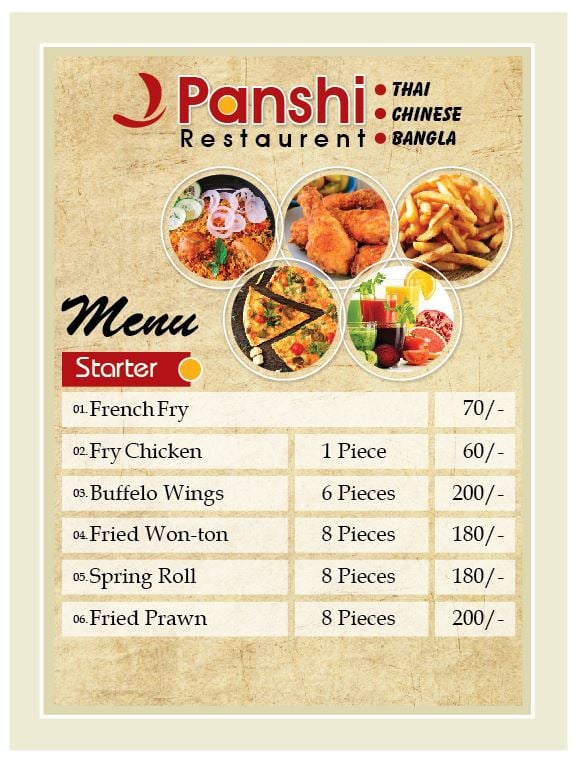 Panshi
Restaurent
THAI
CHINESE
BANGLA
Menu
Starter
01. French Fry 70/-
02. Fry Chicken 1 Piece 60/-
03. Buffelo Wings 6 Pieces 200/-
04. Fried Won-ton 8 Pieces 180/-
05. Spring Roll 8 Pieces 180/-
06. Fried Prawn 8 Pieces 200/-